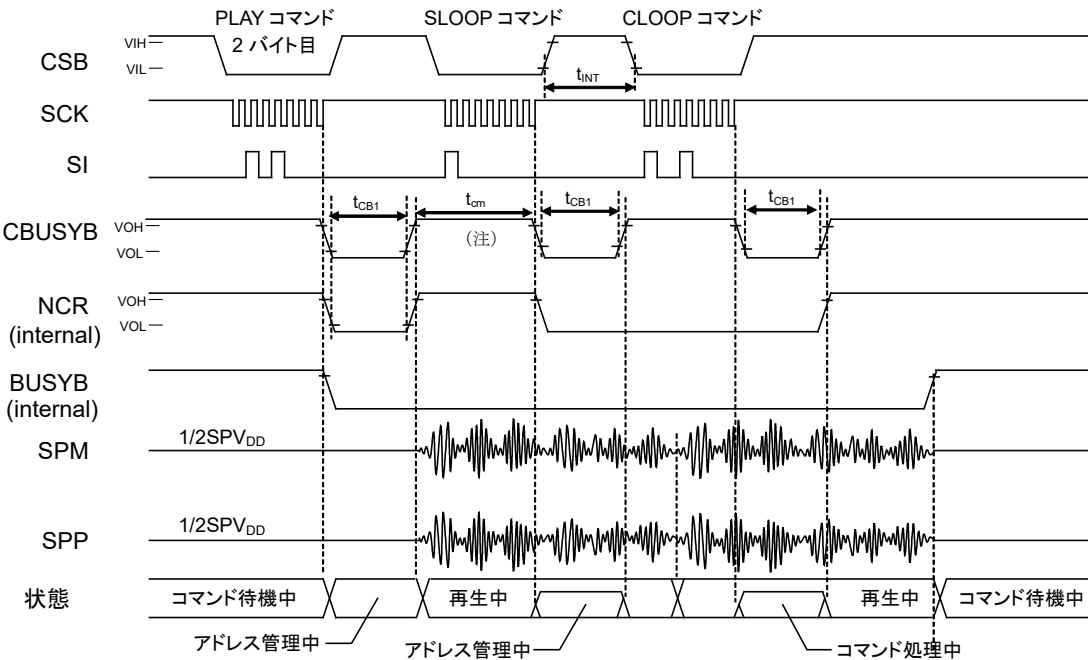 PLAY コマンド
2 バイト目
SLOOP コマンド
CLOOP コマンド
CSB
VIH
VIL
tINT
SCK
SI
CBUSYB
VOH
VOL
tCB1
tcm
(注)
tCB1
tCB1
NCR
(internal)
VOH
VOL
BUSYB
(internal)
SPM
1/2SPVDD
SPP
1/2SPVDD
状態
コマンド待機中
再生中
再生中
コマンド待機中
アドレス管理中
アドレス管理中
コマンド処理中